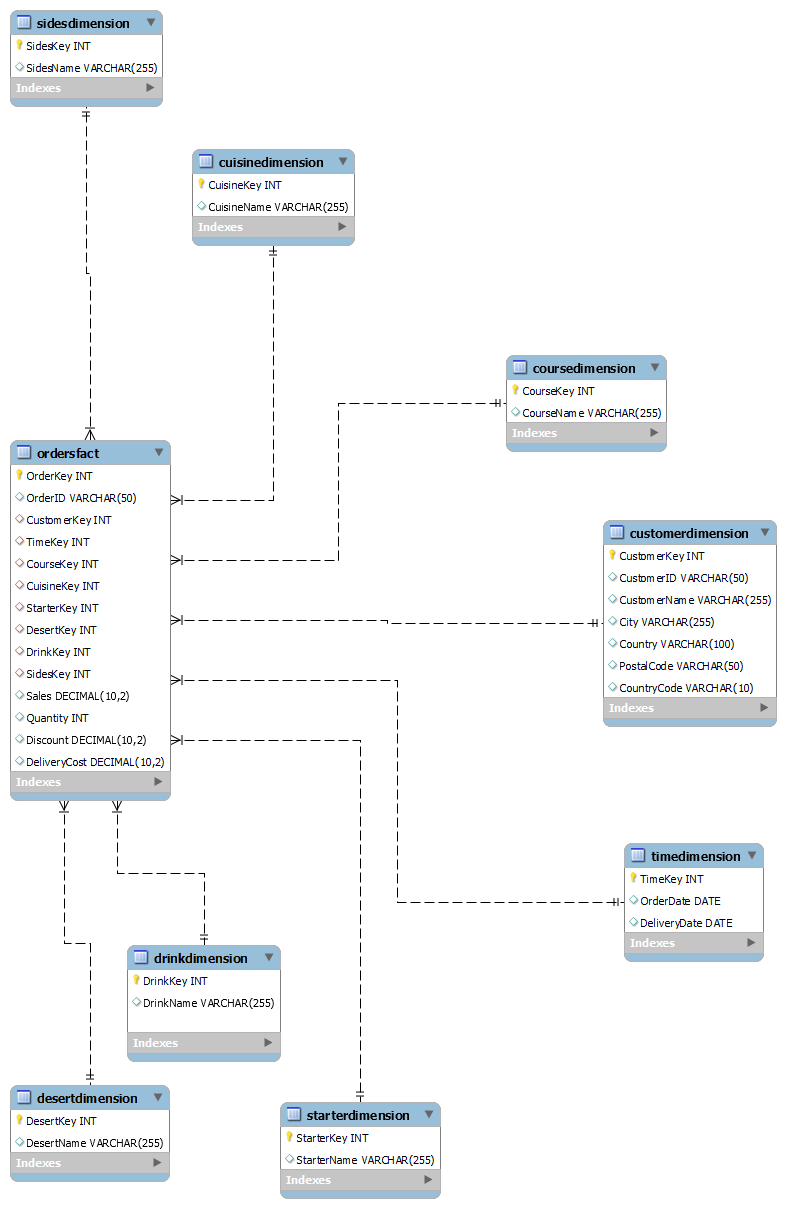 sidesdimension
SidesKey INT
SidesName VARCHAR(255)
Indexes
cuisinedimension
CuisineKey INT
CuisineName VARCHAR(255)
Indexes
coursedimension
CourseKey INT
CourseName VARCHAR(255)
Indexes
ordersfact
OrderKey INT
OrderID VARCHAR(50)
CustomerKey INT
TimeKey INT
CourseKey INT
CuisineKey INT
StarterKey INT
DesertKey INT
DrinkKey INT
SidesKey INT
Sales DECIMAL(10,2)
Quantity INT
Discount DECIMAL(10,2)
DeliveryCost DECIMAL(10,2)
Indexes
customerdimension
CustomerKey INT
CustomerID VARCHAR(50)
CustomerName VARCHAR(255)
City VARCHAR(255)
Country VARCHAR(100)
PostalCode VARCHAR(50)
CountryCode VARCHAR(10)
Indexes
timedimension
TimeKey INT
OrderDate DATE
DeliveryDate DATE
Indexes
drinkdimension
DrinkKey INT
DrinkName VARCHAR(255)
Indexes
desertdimension
DesertKey INT
DesertName VARCHAR(255)
Indexes
starterdimension
StarterKey INT
StarterName VARCHAR(255)
Indexes